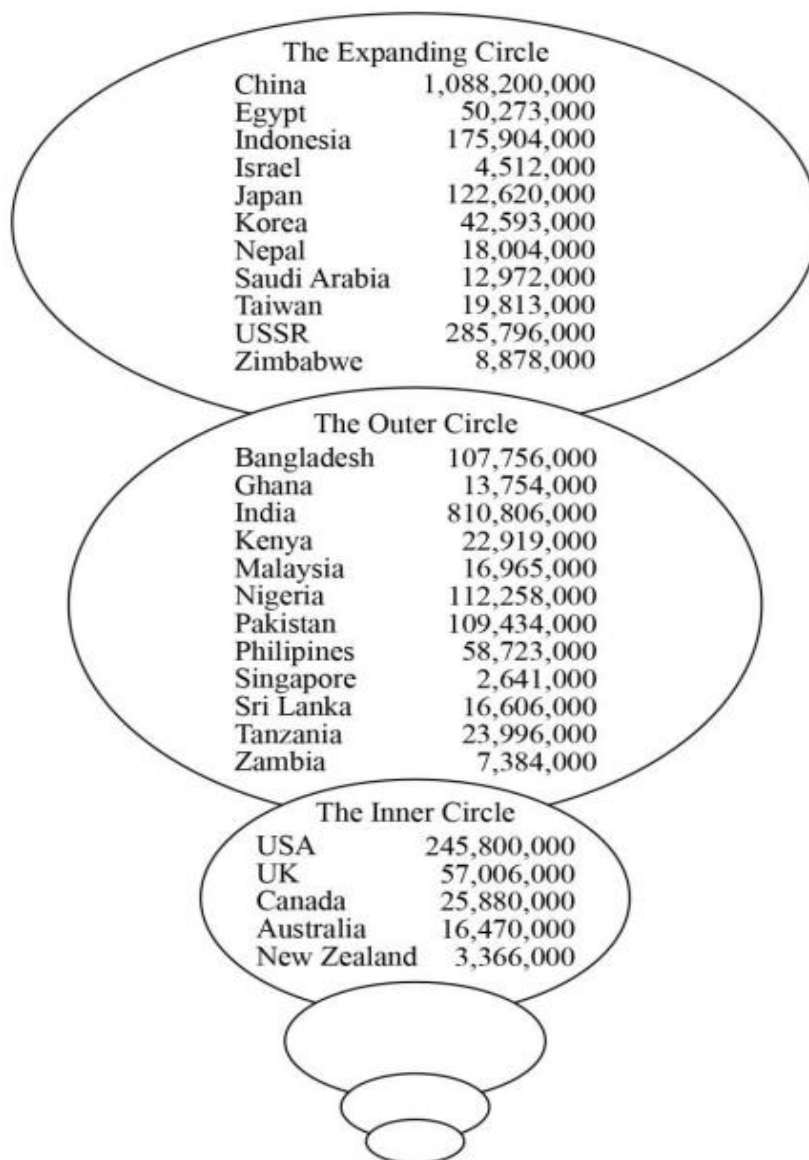 The Expanding Circle
China 1,088,200,000
Egypt 50,273,000
Indonesia 175,904,000
Israel 4,512,000
Japan 122,620,000
Korea 42,593,000
Nepal 18,004,000
Saudi Arabia 12,972,000
Taiwan 19,813,000
USSR 285,796,000
Zimbabwe 8,878,000
The Outer Circle
Bangladesh 107,756,000
Ghana 13,754,000
India 810,806,000
Kenya 22,919,000
Malaysia 16,965,000
Nigeria 112,258,000
Pakistan 109,434,000
Philipines 58,723,000
Singapore 2,641,000
Sri Lanka 16,606,000
Tanzania 23,996,000
Zambia 7,384,000
The Inner Circle
USA 245,800,000
UK 57,006,000
Canada 25,880,000
Australia 16,470,000
New Zealand 3,366,000